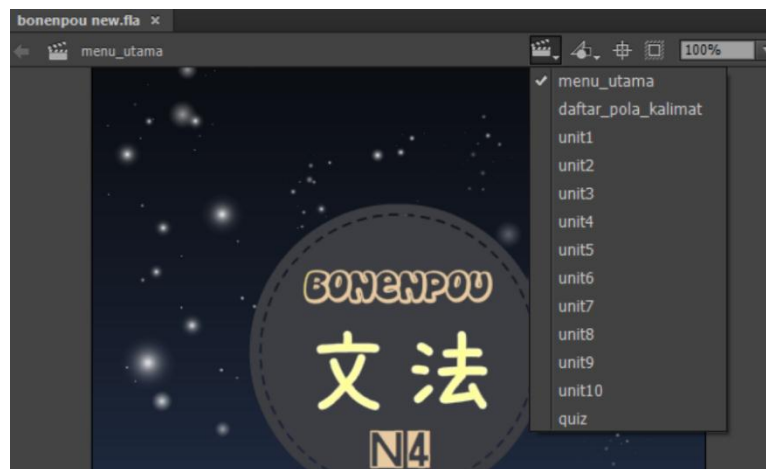 bonenpou new.fla ×
menu_utama
100%
menu_utama
daftar_pola_kalimat
unit1
unit2
unit3
unit4
unit5
unit6
unit7
unit8
unit9
unit10
quiz
BONENPOU
文法
N4